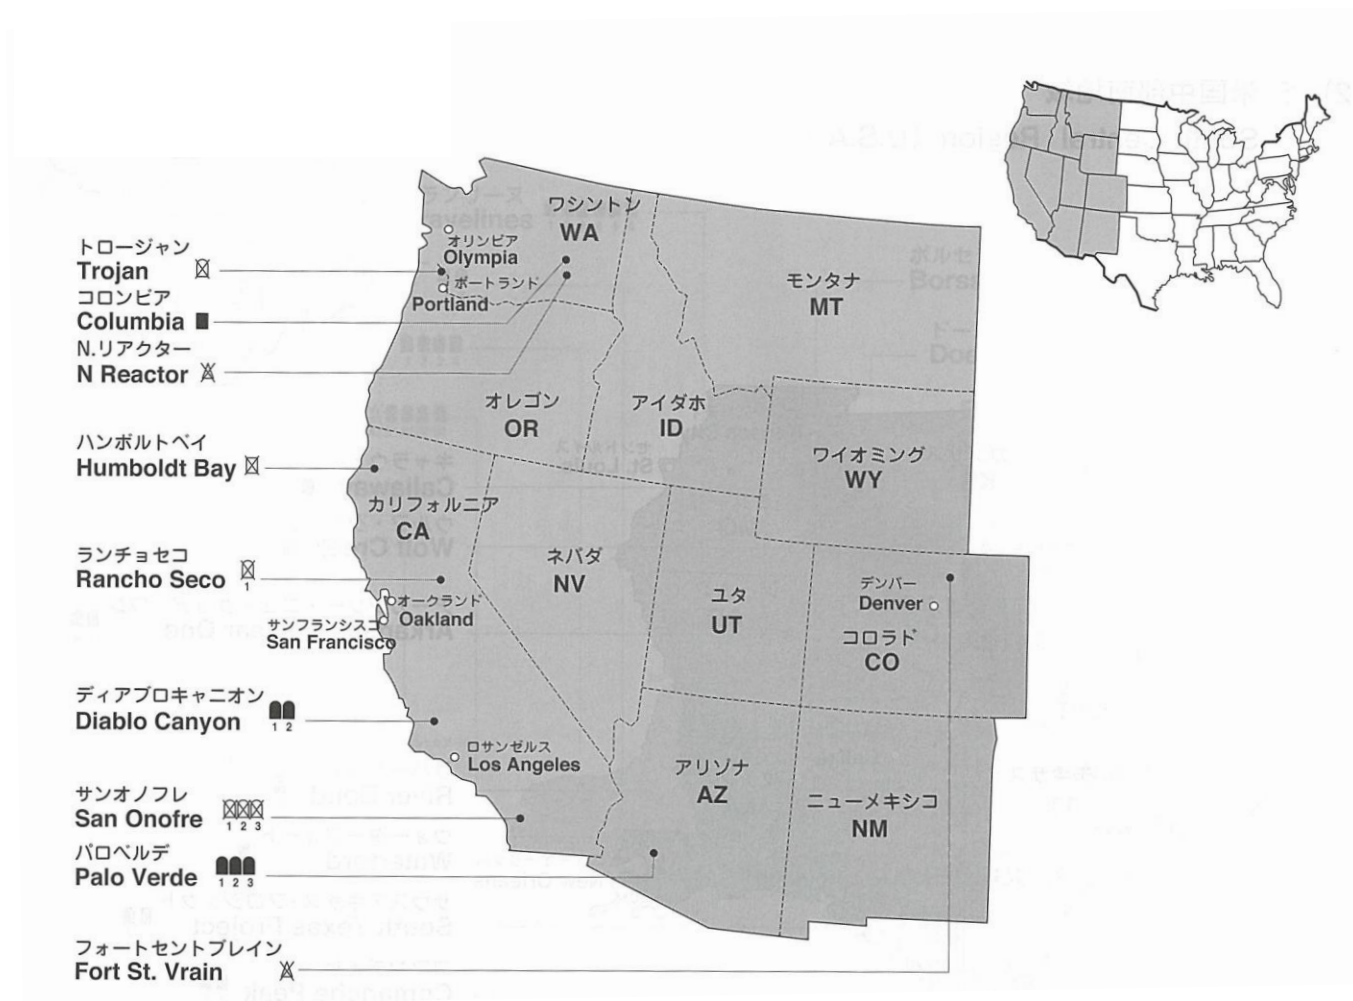 トロージャン
Trojan
コロンビア
Columbia
N.リアクター
N Reactor
ハンボルトベイ
Humboldt Bay
ランチョセコ
Rancho Seco
1
ディアブロキャニオン
Diablo Canyon
1 2
サンオノフレ
San Onofre
1 2 3
パロベルデ
Palo Verde
1 2 3
フォートセントブレイン
Fort St. Vrain
ワシントン
WA
オリンピア
Olympia
ポートランド
Portland
モンタナ
MT
オレゴン
OR
アイダホ
ID
ワイオミング
WY
カリフォルニア
CA
ネバダ
NV
ユタ
UT
デンバー
Denver
コロラド
CO
オークランド
Oakland
サンフランシスコ
San Francisco
ロサンゼルス
Los Angeles
アリゾナ
AZ
ニューメキシコ
NM